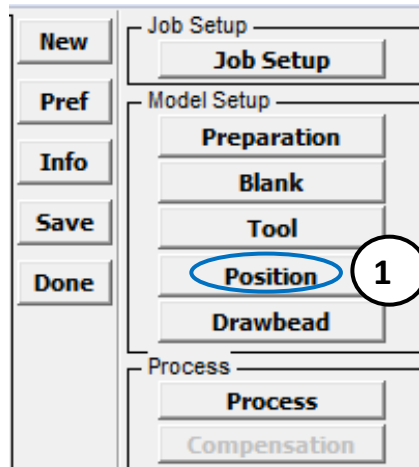 New
Pref
Info
Save
Done
Job Setup
Job Setup
Model Setup
Preparation
Blank
Tool
Position
1
Drawbead
Process
Process
Compensation